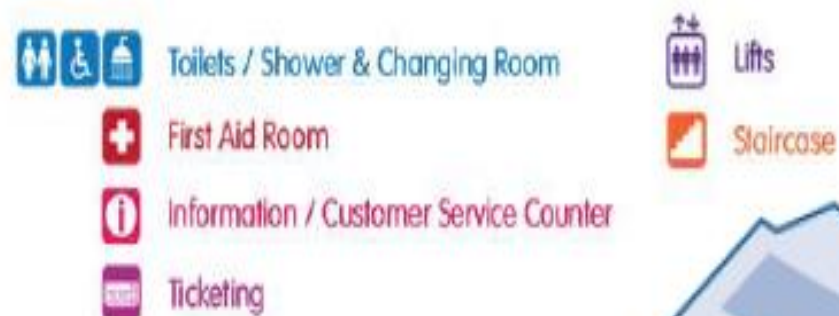 Toilets / Shower & Changing Room
First Aid Room
Information / Customer Service Counter
Ticketing
Lifts
Staircase